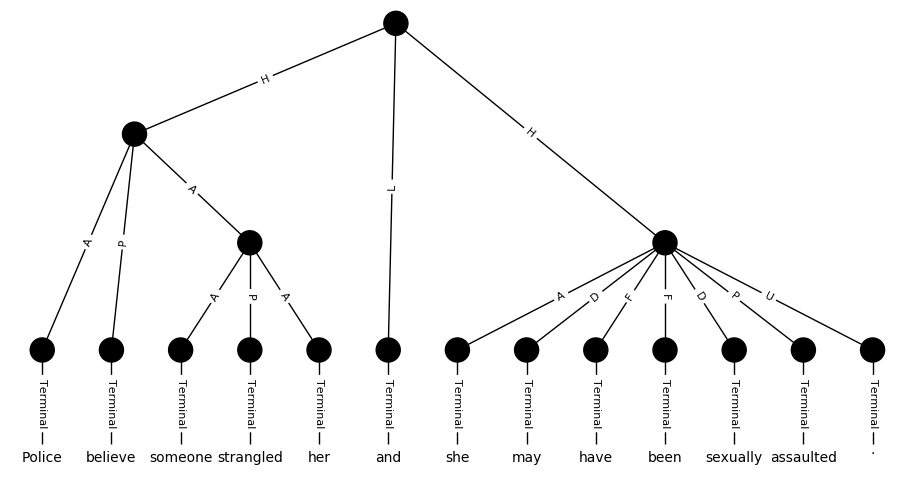 H
H
A
L
A
P
A
P
A
A
D
F
F
D
P
U
Terminal Terminal Terminal Terminal Terminal Terminal Terminal Terminal Terminal Terminal Terminal Terminal Terminal
Police believe someone strangled her and she may have been sexually assaulted .